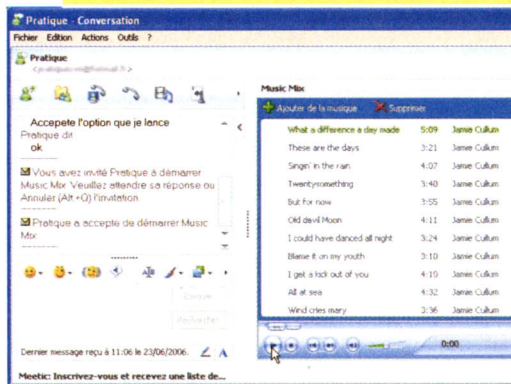 Pratique - Conversation
Fichier Edition Actions Outils ?
Pratique
Accepete l'option que je lance
Pratique dit
ok
Vous avez invité Pratique à démarrer
Music Mix. Veuillez attendre sa réponse ou
Annuler (Alt+Q) l'invitation.
Pratique a accepté de démarrer Music
Mix
Envoyer
Rechercher
Dernier message reçu à 11:06 le 23/06/2006.
Meetic: Inscrivez-vous et recevez une liste de...
Music Mix
Ajouter de la musique Supprimer
What a difference a day made 5:09 Jamie Cullum
These are the days 3:21 Jamie Cullum
Singin' in the rain 4:07 Jamie Cullum
Twentysomething 3:40 Jamie Cullum
But for now 3:55 Jamie Cullum
Old devil Moon 4:11 Jamie Cullum
I could have danced all night 3:24 Jamie Cullum
Blame it on my youth 3:10 Jamie Cullum
I get a kick out of you 4:10 Jamie Cullum
All at sea 4:32 Jamie Cullum
Wind cries mary 3:36 Jamie Cullum
0:00